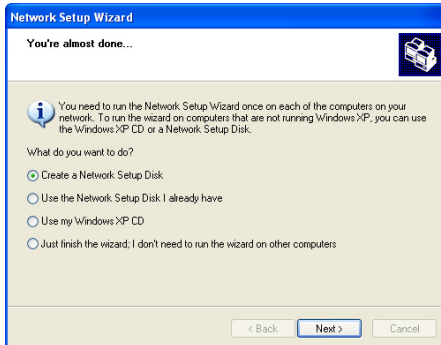 Network Setup Wizard
You're almost done...
You need to run the Network Setup Wizard once on each of the computers on your
network. To run the wizard on computers that are not running Windows XP, you can use
the Windows XP CD or a Network Setup Disk.
What do you want to do?
Create a Network Setup Disk
Use the Network Setup Disk I already have
Use my Windows XP CD
Just finish the wizard; I don't need to run the wizard on other computers
< Back Next > Cancel